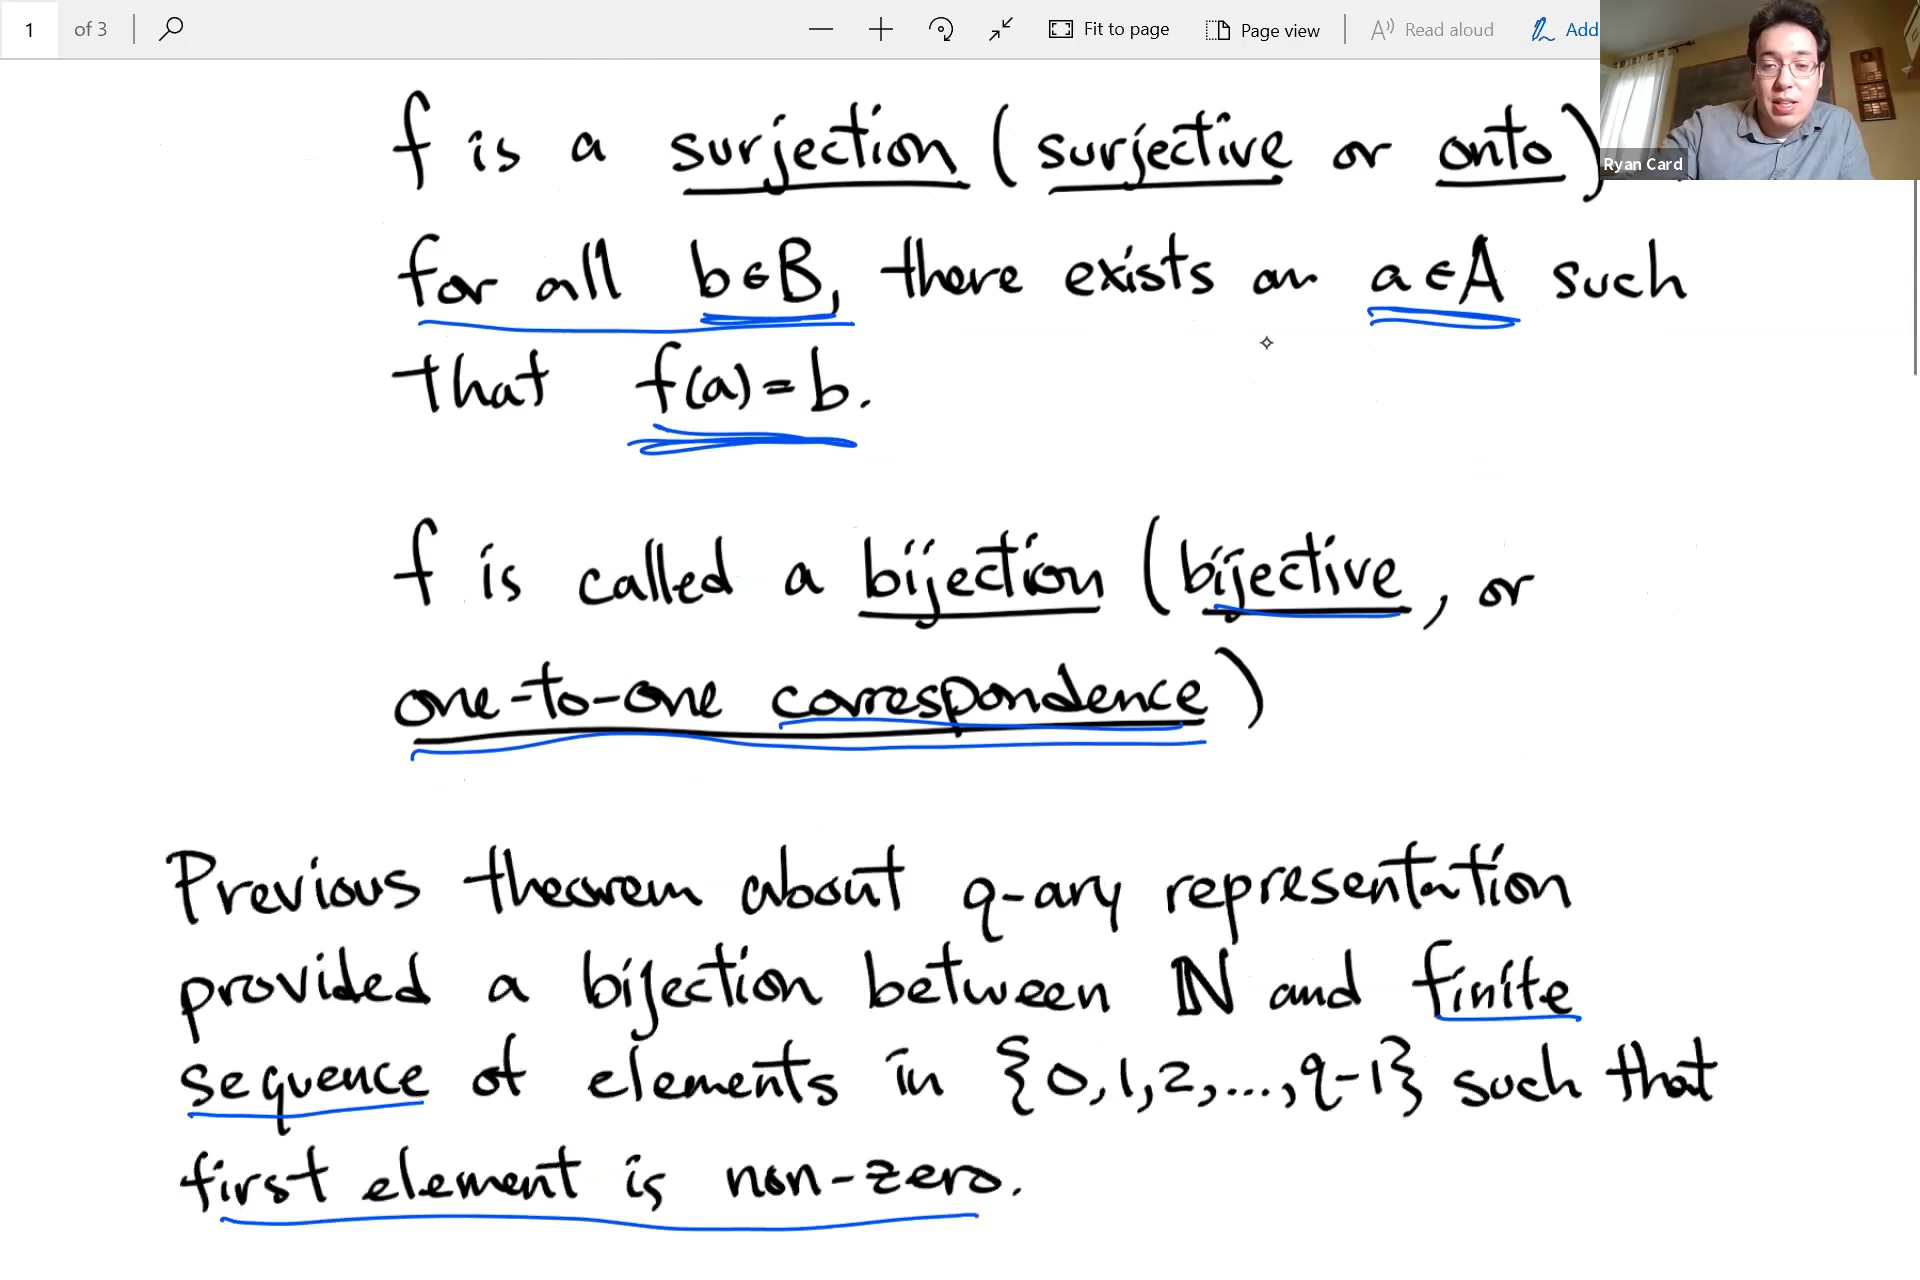 1 of 3 Fit to page Page view Read aloud Add
Ryan Card
f is a surjection (surjective or onto)
for all b∈B, there exists an a∈A such
that f(a)=b.
f is called a bijection (bijective, or
one-to-one correspondence)
Previous theorem about q-ary representation
provided a bijection between ℕ and finite
sequence of elements in {0,1,2,...,q-1} such that
first element is non-zero.